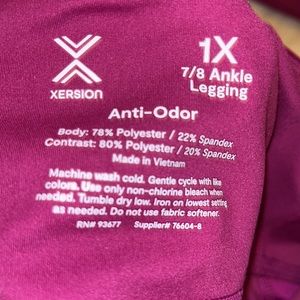 XERSION
1X
7/8 Ankle
Legging
Anti-Odor
Body: 78% Polyester / 22% Spandex
Contrast: 80% Polyester / 20% Spandex
Made in Vietnam
Machine wash cold. Gentle cycle with like
colors. Use only non-chlorine bleach when
needed. Tumble dry low. Iron on lowest setting
as needed. Do not use fabric softener.
RN# 93677 Supplier# 76604-8